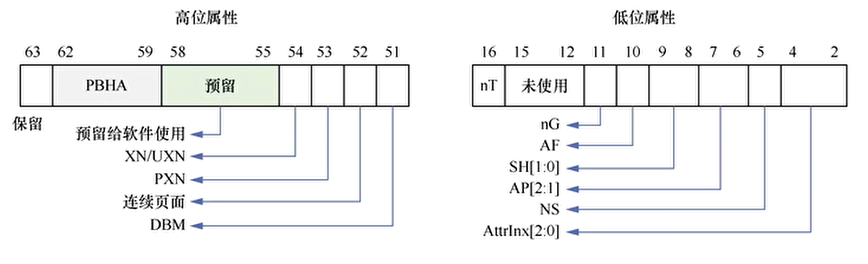 高位属性
63 62 59 58 55 54 53 52 51
PBHA 预留
保留
预留给软件使用
XN/UXN
PXN
连续页面
DBM
低位属性
16 15 12 11 10 9 8 7 6 5 4 2
nT 未使用
nG
AF
SH[1:0]
AP[2:1]
NS
AttrInx[2:0]